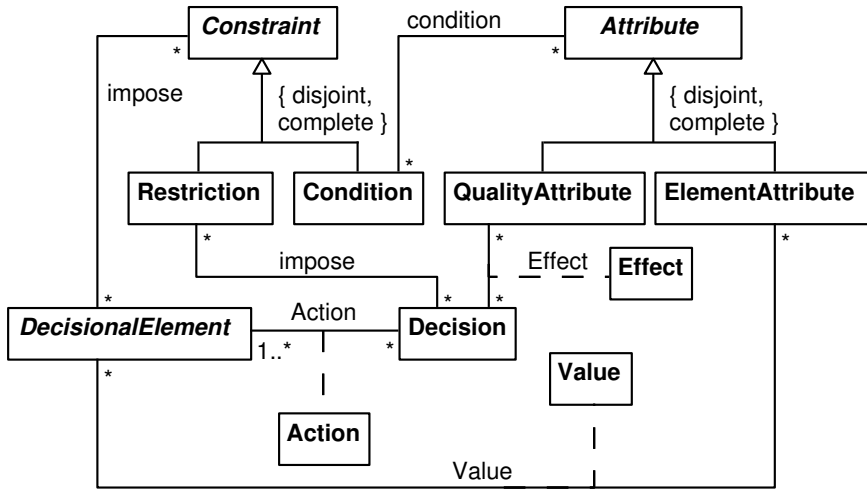 Constraint
condition
Attribute
*
*
impose
{ disjoint,
complete }
{ disjoint,
complete }
*
Restriction
Condition
QualityAttribute
ElementAttribute
*
*
*
impose
Effect
Effect
*
*
*
Action
DecisionalElement
Decision
1..*
*
*
Value
Action
Value